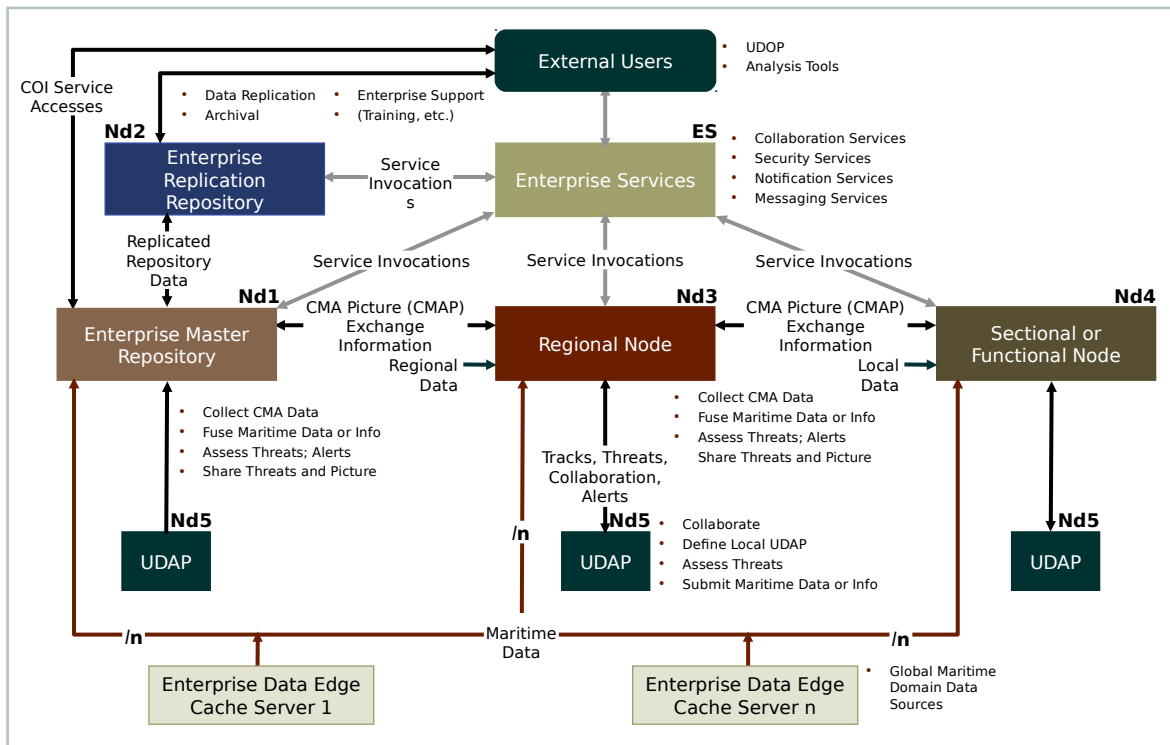 External Users
• UDOP
• Analysis Tools
COI Service
Accesses
• Data Replication
• Archival
• Enterprise Support
• (Training, etc.)
Nd2
Enterprise
Replication
Repository
Service
Invocation
s
ES
Enterprise Services
• Collaboration Services
• Security Services
• Notification Services
• Messaging Services
Replicated
Repository
Data
Service Invocations
Service Invocations
Service Invocations
Nd1
Enterprise Master
Repository
CMA Picture (CMAP)
Exchange
Information
Regional
Data
Nd3
Regional Node
CMA Picture (CMAP)
Exchange
Information
Local
Data
Nd4
Sectional or
Functional Node
• Collect CMA Data
• Fuse Maritime Data or Info
• Assess Threats; Alerts
• Share Threats and Picture
Tracks, Threats,
Collaboration,
Alerts
• Collect CMA Data
• Fuse Maritime Data or Info
• Assess Threats; Alerts
Share Threats and Picture
Nd5
UDAP
/n
Nd5
UDAP
• Collaborate
• Define Local UDAP
• Assess Threats
• Submit Maritime Data or Info
Nd5
UDAP
/n
Maritime
Data
/n
Enterprise Data Edge
Cache Server 1
Enterprise Data Edge
Cache Server n
• Global Maritime
Domain Data
Sources